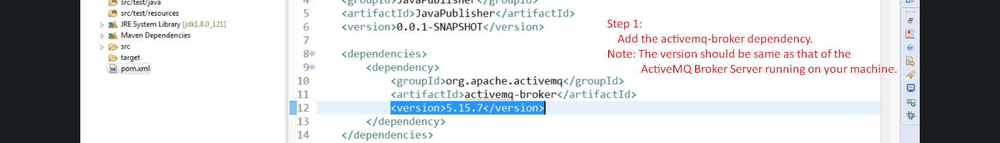 src/test/java
src/test/resources
JRE System Library [jdk1.8.0_121]
Maven Dependencies
src
target
pom.xml
4 <groupId>JavaPublisher</groupId>
5 <artifactId>JavaPublisher</artifactId>
6 <version>0.0.1-SNAPSHOT</version>
7
8 <dependencies>
9 <dependency>
10 <groupId>org.apache.activemq</groupId>
11 <artifactId>activemq-broker</artifactId>
12 <version>5.15.7</version>
13 </dependency>
14 </dependencies>
Step 1:
Add the activemq-broker dependency.
Note: The version should be same as that of the
ActiveMQ Broker Server running on your machine.